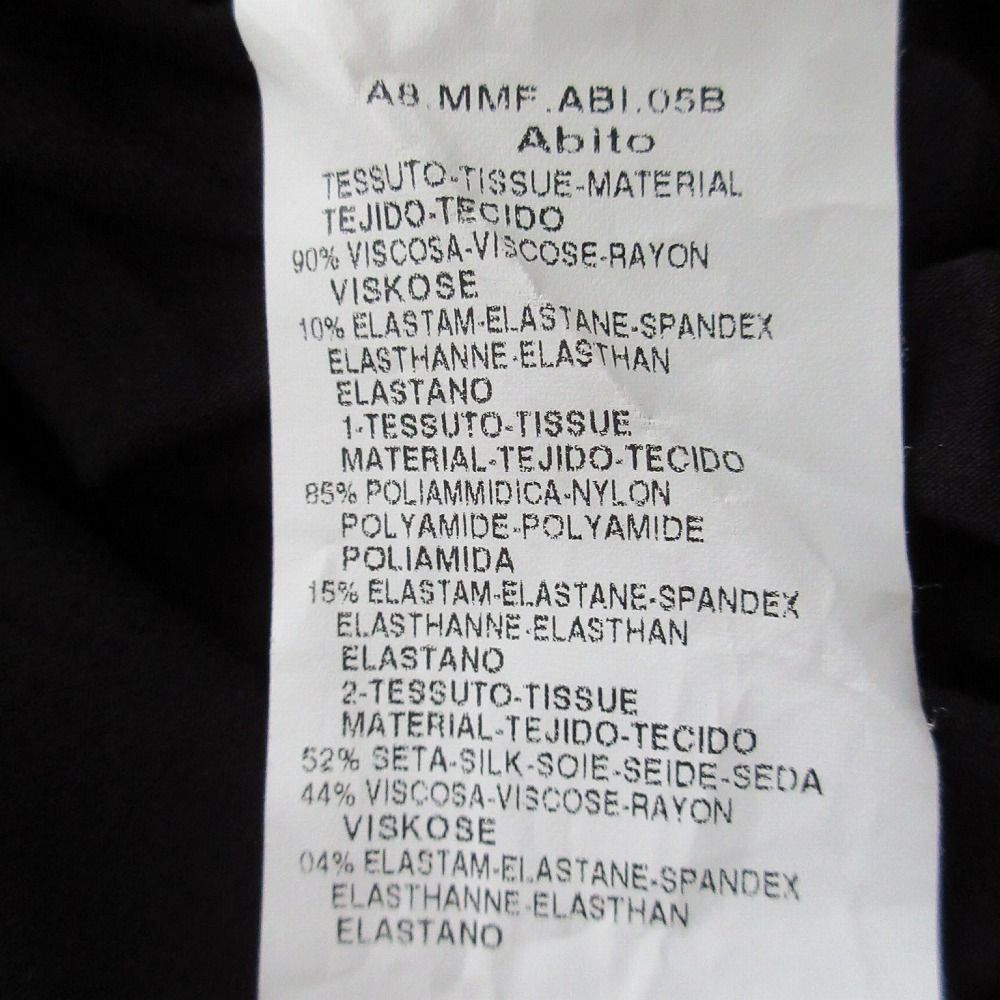 A8.MMF.ABI.05B
Abito
TESSUTO-TISSUE-MATERIAL
TEJIDO-TECIDO
90% VISCOSA-VISCOSE-RAYON
VISKOSE
10% ELASTAM-ELASTANE-SPANDEX
ELASTHANNE-ELASTHAN
ELASTANO
1-TESSUTO-TISSUE
MATERIAL-TEJIDO-TECIDO
85% POLIAMMIDICA-NYLON
POLYAMIDE-POLYAMIDE
POLIAMIDA
15% ELASTAM-ELASTANE-SPANDEX
ELASTHANNE-ELASTHAN
ELASTANO
2-TESSUTO-TISSUE
MATERIAL-TEJIDO-TECIDO
52% SETA-SILK-SOIE-SEIDE-SEDA
44% VISCOSA-VISCOSE-RAYON
VISKOSE
04% ELASTAM-ELASTANE-SPANDEX
ELASTHANNE-ELASTHAN
ELASTANO